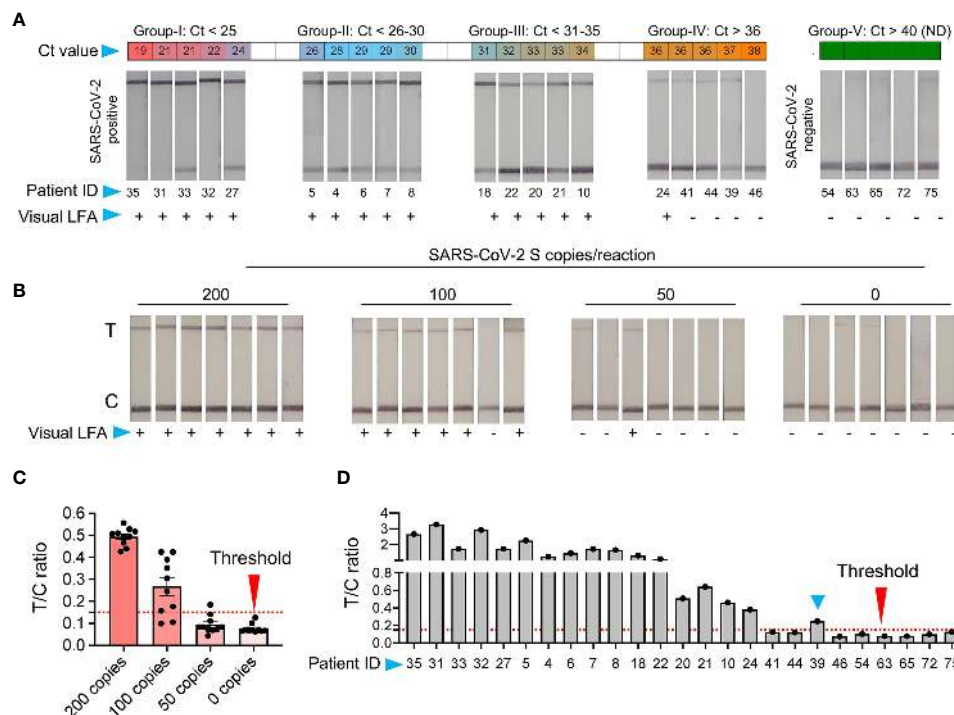 A
Group-I: Ct < 25 Group-II: Ct < 26-30 Group-III: Ct < 31-35 Group-IV: Ct > 36 Group-V: Ct > 40 (ND)
Ct value 19 21 21 22 24 26 28 29 29 30 31 32 33 33 34 36 36 36 37 38
SARS-CoV-2 positive
SARS-CoV-2 negative
Patient ID 35 31 33 32 27 5 4 6 7 8 18 22 20 21 10 24 41 44 39 46 54 63 65 72 75
Visual LFA + + + + + + + + + + + + + + + + - - - - - - - - -
SARS-CoV-2 S copies/reaction
B
200 100 50 0
T
C
Visual LFA + + + + + + + + + + + + - + - - + - - - - - - - - - - -
C
T/C ratio
0.6
0.5
0.4
0.3
0.2
0.1
0.0
Threshold
200 copies
100 copies
50 copies
0 copies
D
T/C ratio
4
3
2
0.8
0.6
0.4
0.2
0.0
Threshold
Patient ID 35 31 33 32 27 5 4 6 7 8 18 22 20 21 10 24 41 44 39 46 54 63 65 72 75